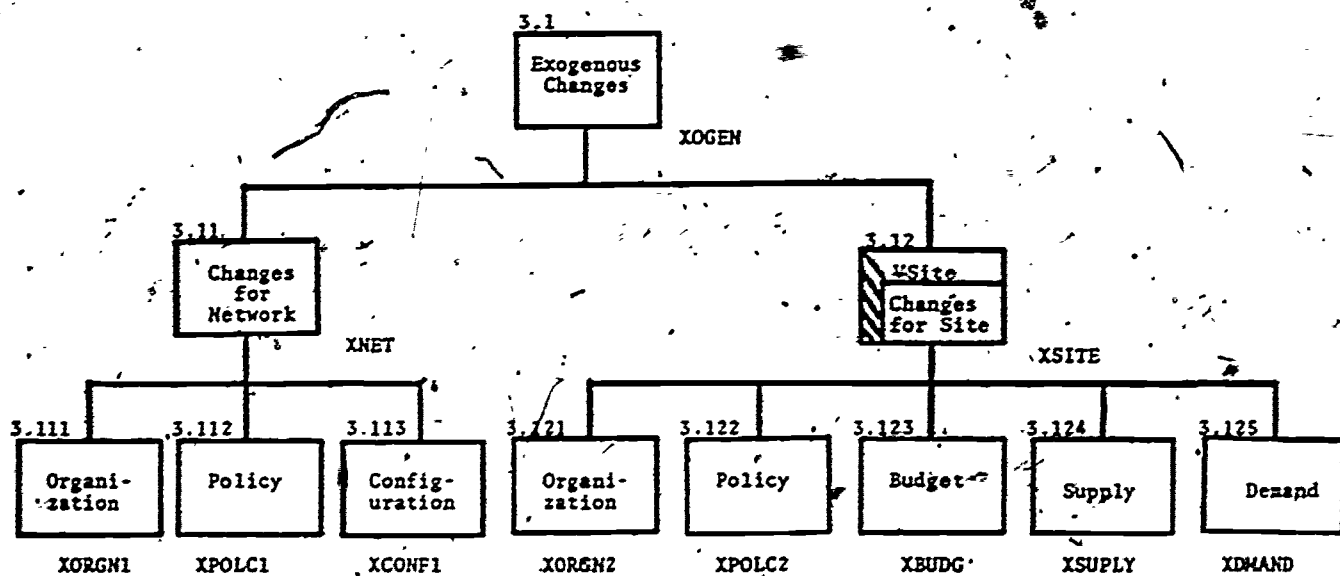 3.1
Exogenous
Changes
XOGEN
3.11
Changes
for
Network
XNET
3.12
¥Site
Changes
for Site
XSITE
3.111
Organi-
zation
XORGN1
3.112
Policy
XPOLC1
3.113
Config-
uration
XCONF1
3.121
Organi-
zation
XORGN2
3.122
Policy
XPOLC2
3.123
Budget
XBUDG
3.124
Supply
XSUPLY
3.125
Demand
XDMAND